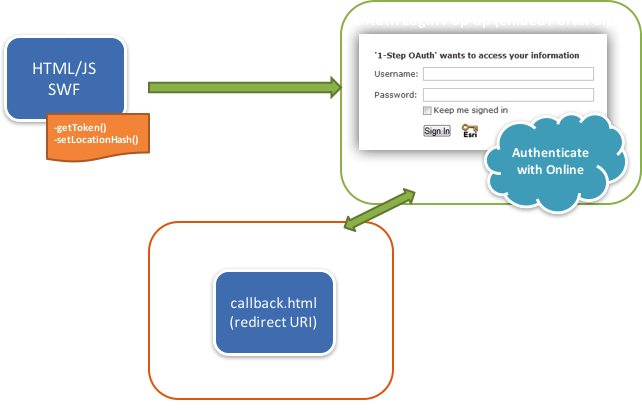 HTML/JS
SWF
-getToken()
-setLocationHash()
'1-Step OAuth' wants to access your information
Username:
Password:
Keep me signed in
Sign In
Esri
Authenticate
with Online
callback.html
(redirect URI)